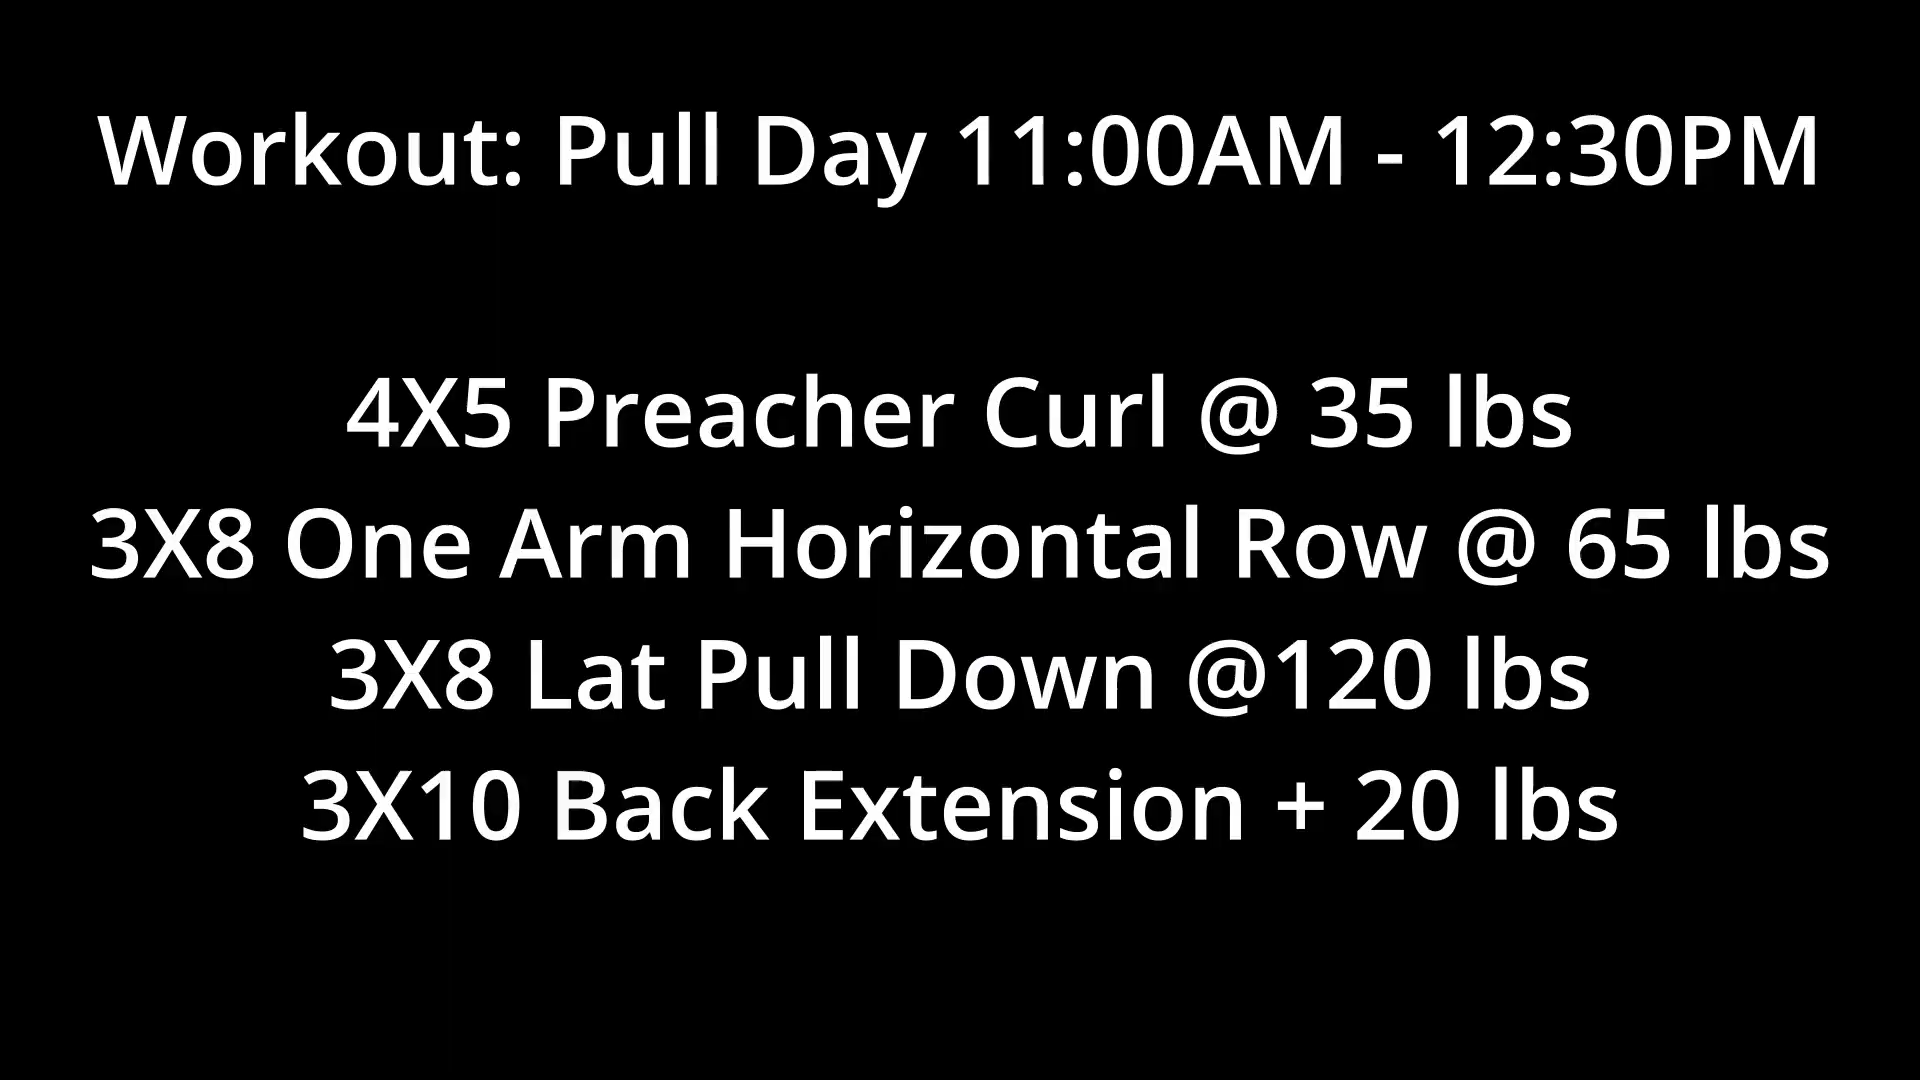 Workout: Pull Day 11:00AM - 12:30PM
4X5 Preacher Curl @ 35 lbs
3X8 One Arm Horizontal Row @ 65 lbs
3X8 Lat Pull Down @120 lbs
3X10 Back Extension + 20 lbs